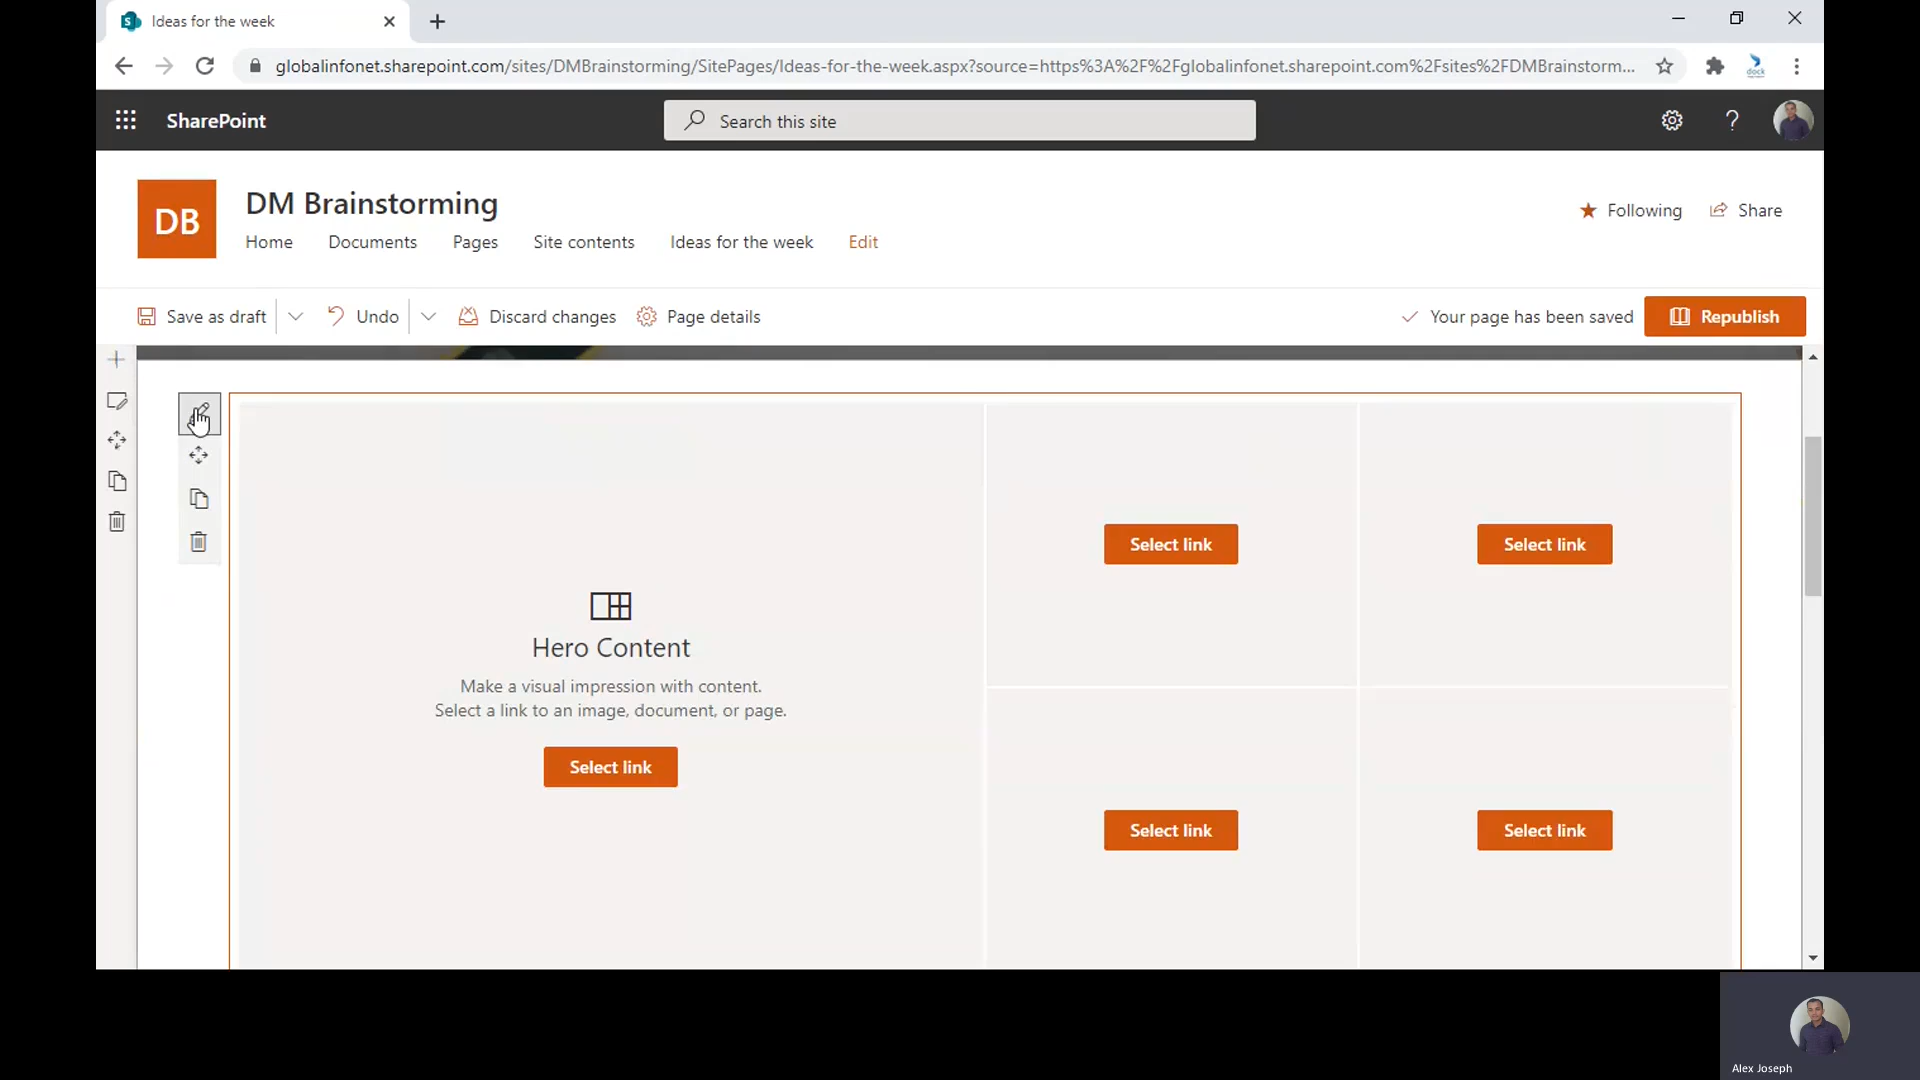 Ideas for the week
globalinfonet.sharepoint.com/sites/DMBrainstorming/SitePages/Ideas-for-the-week.aspx?source=https%3A%2F%2Fglobalinfonet.sharepoint.com%2Fsites%2FDMBrainstorm...
dock
SharePoint
Search this site
DB
DM Brainstorming
Following
Share
Home Documents Pages Site contents Ideas for the week Edit
Save as draft Undo Discard changes Page details Your page has been saved Republish
Select link Select link
Hero Content
Make a visual impression with content.
Select a link to an image, document, or page.
Select link
Select link Select link
Alex Joseph